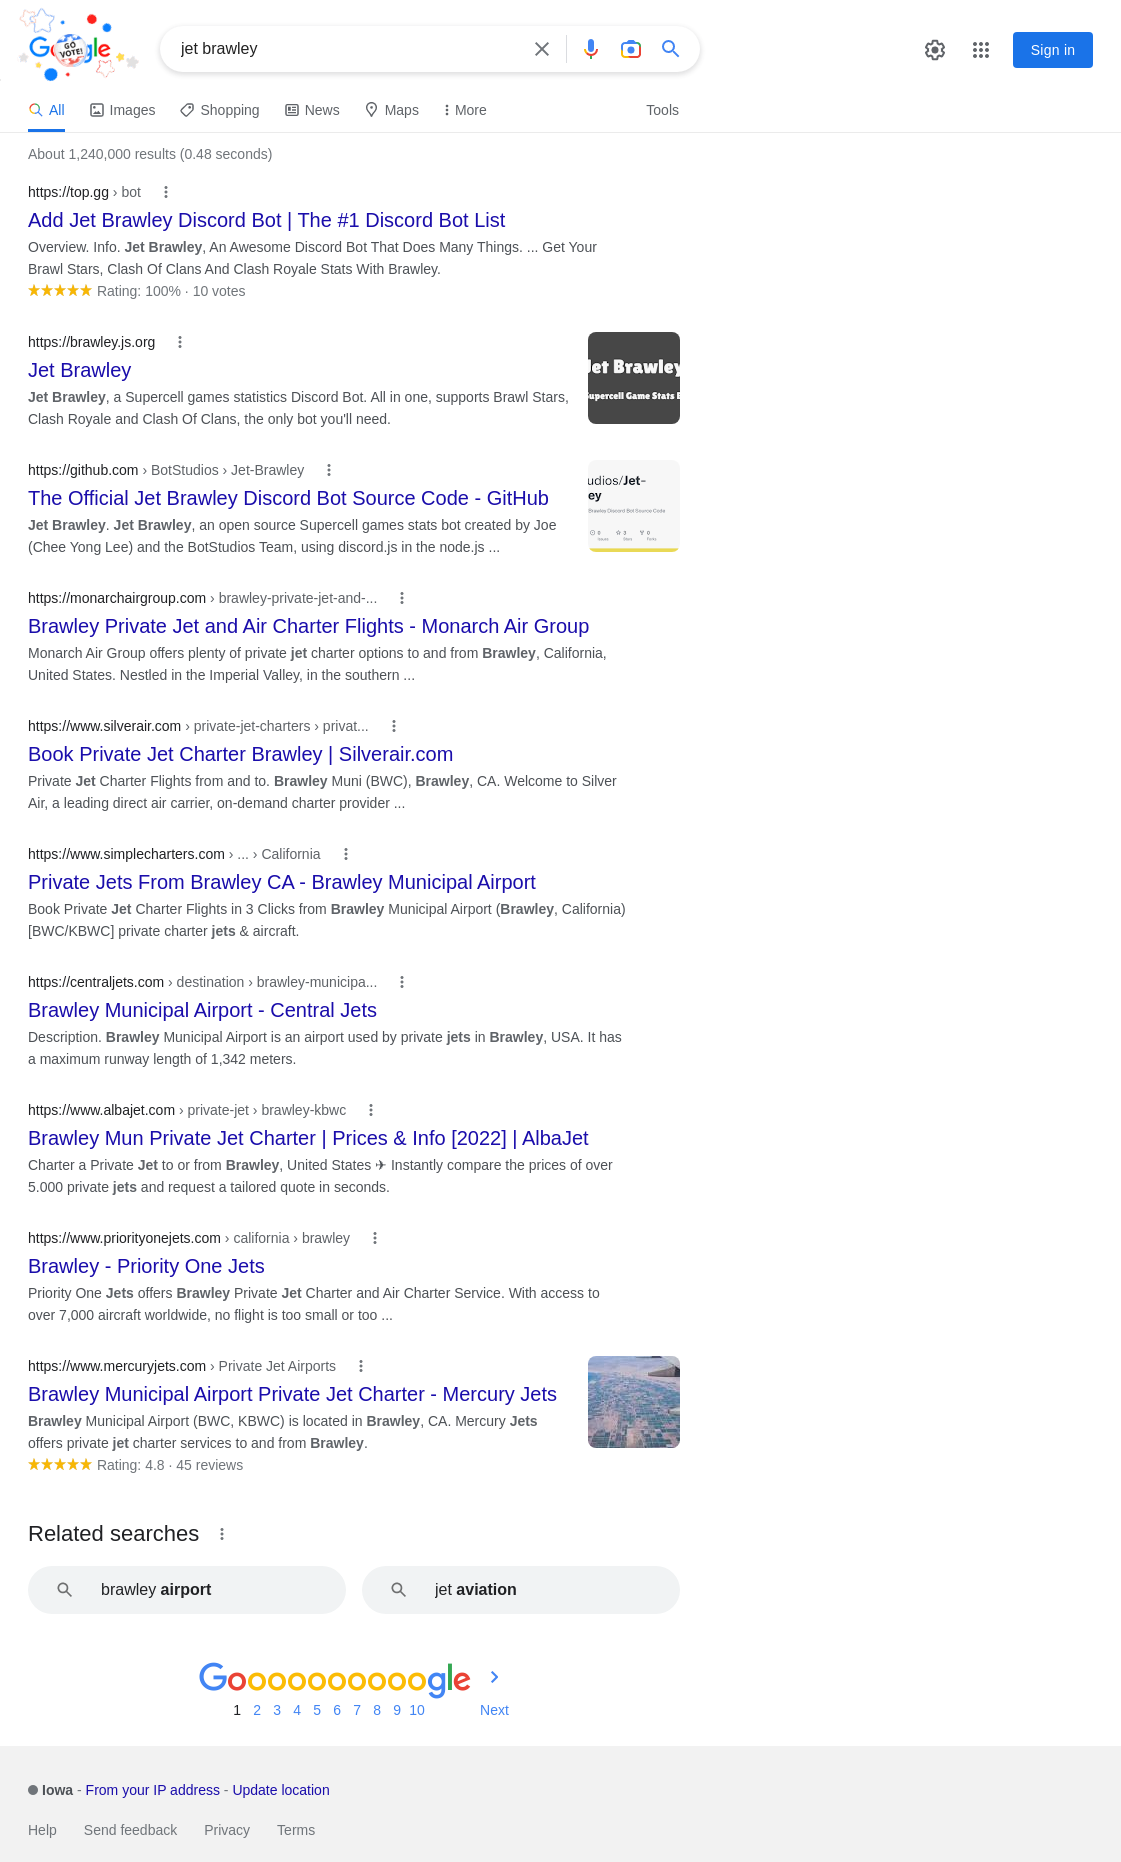 Google
GO
VOTE!
jet brawley
Sign in
All
Images
Shopping
News
Maps
More
Tools
About 1,240,000 results (0.48 seconds)
https://top.gg › bot
Add Jet Brawley Discord Bot | The #1 Discord Bot List
Overview. Info. Jet Brawley, An Awesome Discord Bot That Does Many Things. ... Get Your
Brawl Stars, Clash Of Clans And Clash Royale Stats With Brawley.
Rating: 100% · 10 votes
https://brawley.js.org
Jet Brawley
Jet Brawley, a Supercell games statistics Discord Bot. All in one, supports Brawl Stars,
Clash Royale and Clash Of Clans, the only bot you'll need.
Jet Brawley
Supercell Game Stats B
https://github.com › BotStudios › Jet-Brawley
The Official Jet Brawley Discord Bot Source Code - GitHub
Jet Brawley. Jet Brawley, an open source Supercell games stats bot created by Joe
(Chee Yong Lee) and the BotStudios Team, using discord.js in the node.js ...
udios/Jet-
ey
Brawley Discord Bot Source Code
https://monarchairgroup.com › brawley-private-jet-and-...
Brawley Private Jet and Air Charter Flights - Monarch Air Group
Monarch Air Group offers plenty of private jet charter options to and from Brawley, California,
United States. Nestled in the Imperial Valley, in the southern ...
https://www.silverair.com › private-jet-charters › privat...
Book Private Jet Charter Brawley | Silverair.com
Private Jet Charter Flights from and to. Brawley Muni (BWC), Brawley, CA. Welcome to Silver
Air, a leading direct air carrier, on-demand charter provider ...
https://www.simplecharters.com › ... › California
Private Jets From Brawley CA - Brawley Municipal Airport
Book Private Jet Charter Flights in 3 Clicks from Brawley Municipal Airport (Brawley, California)
[BWC/KBWC] private charter jets & aircraft.
https://centraljets.com › destination › brawley-municipa...
Brawley Municipal Airport - Central Jets
Description. Brawley Municipal Airport is an airport used by private jets in Brawley, USA. It has
a maximum runway length of 1,342 meters.
https://www.albajet.com › private-jet › brawley-kbwc
Brawley Mun Private Jet Charter | Prices & Info [2022] | AlbaJet
Charter a Private Jet to or from Brawley, United States ✈ Instantly compare the prices of over
5.000 private jets and request a tailored quote in seconds.
https://www.priorityonejets.com › california › brawley
Brawley - Priority One Jets
Priority One Jets offers Brawley Private Jet Charter and Air Charter Service. With access to
over 7,000 aircraft worldwide, no flight is too small or too ...
https://www.mercuryjets.com › Private Jet Airports
Brawley Municipal Airport Private Jet Charter - Mercury Jets
Brawley Municipal Airport (BWC, KBWC) is located in Brawley, CA. Mercury Jets
offers private jet charter services to and from Brawley.
Rating: 4.8 · 45 reviews
Related searches
brawley airport
jet aviation
Goooooooooogle
1 2 3 4 5 6 7 8 9 10 Next
Iowa - From your IP address - Update location
Help Send feedback Privacy Terms